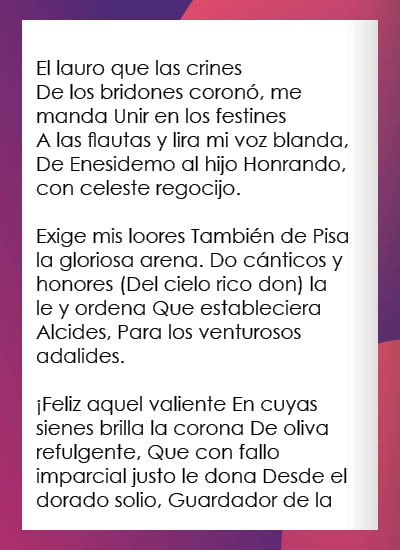 El lauro que las crines
De los bridones coronó, me
manda Unir en los festines
A las flautas y lira mi voz blanda,
De Enesidemo al hijo Honrando,
con celeste regocijo.
Exige mis loores También de Pisa
la gloriosa arena. Do cánticos y
honores (Del cielo rico don) la
le y ordena Que estableciera
Alcides, Para los venturosos
adalides.
¡Feliz aquel valiente En cuyas
sienes brilla la corona De oliva
refulgente, Que con fallo
imparcial justo le dona Desde el
dorado solio, Guardador de la